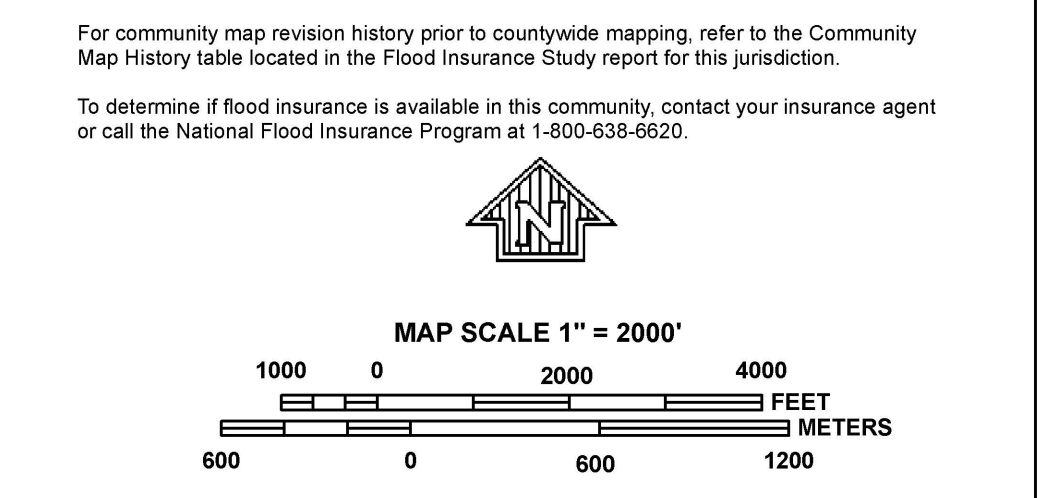 For community map revision history prior to countywide mapping, refer to the Community
Map History table located in the Flood Insurance Study report for this jurisdiction.
To determine if flood insurance is available in this community, contact your insurance agent
or call the National Flood Insurance Program at 1-800-638-6620.
N
MAP SCALE 1" = 2000'
1000 0 2000 4000
FEET
METERS
600 0 600 1200